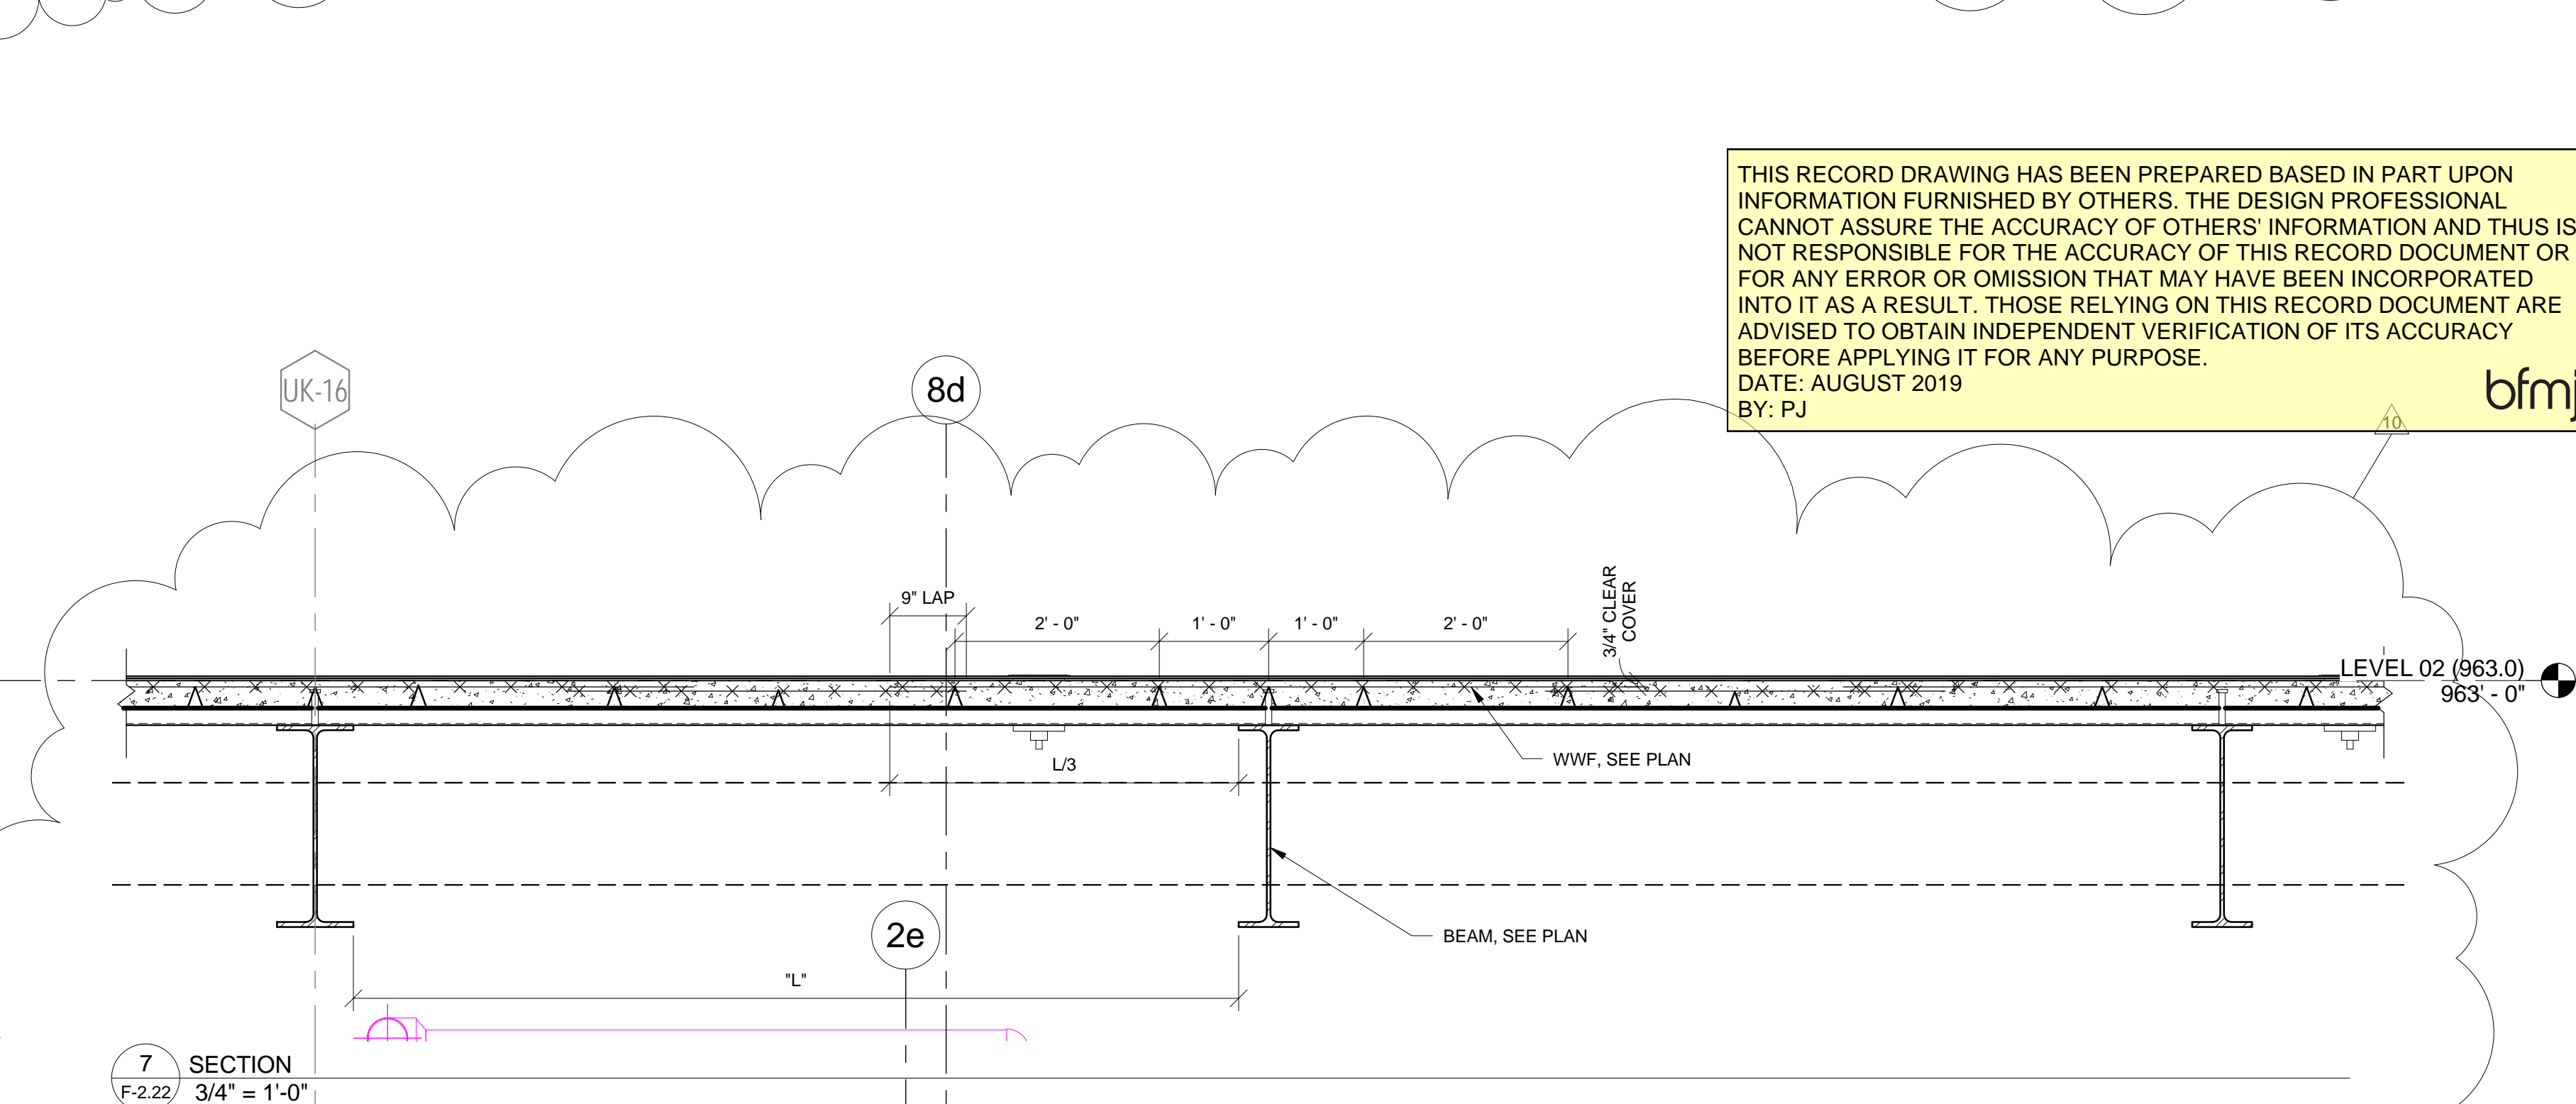 THIS RECORD DRAWING HAS BEEN PREPARED BASED IN PART UPON
INFORMATION FURNISHED BY OTHERS. THE DESIGN PROFESSIONAL
CANNOT ASSURE THE ACCURACY OF OTHERS' INFORMATION AND THUS IS
NOT RESPONSIBLE FOR THE ACCURACY OF THIS RECORD DOCUMENT OR
FOR ANY ERROR OR OMISSION THAT MAY HAVE BEEN INCORPORATED
INTO IT AS A RESULT. THOSE RELYING ON THIS RECORD DOCUMENT ARE
ADVISED TO OBTAIN INDEPENDENT VERIFICATION OF ITS ACCURACY
BEFORE APPLYING IT FOR ANY PURPOSE.
DATE: AUGUST 2019
BY: PJ
bfmj
10
UK-16
8d
9" LAP
2' - 0"
1' - 0"
1' - 0"
2' - 0"
3/4" CLEAR
COVER
LEVEL 02 (963.0)
963' - 0"
L/3
WWF, SEE PLAN
BEAM, SEE PLAN
2e
"L"
7
SECTION
F-2.22
3/4" = 1'-0"